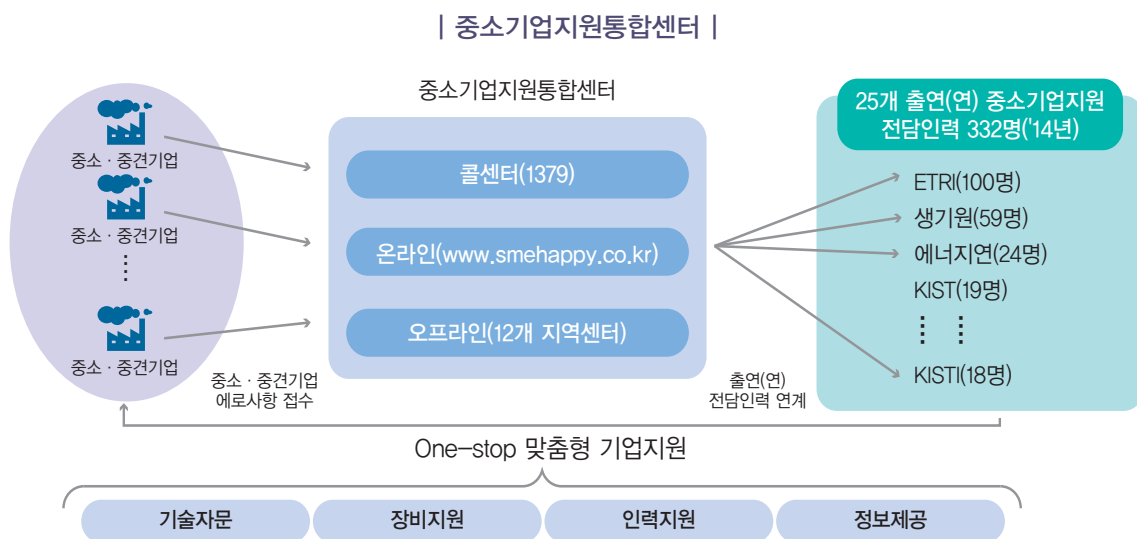 | 중소기업지원통합센터 |
중소기업지원통합센터
25개 출연(연) 중소기업지원
전담인력 332명('14년)
중소 · 중견기업
중소 · 중견기업
중소 · 중견기업
콜센터(1379)
온라인(www.smehappy.co.kr)
오프라인(12개 지역센터)
ETRI(100명)
생기원(59명)
에너지연(24명)
KIST(19명)
KISTI(18명)
중소 · 중견기업
에로사항 접수
출연(연)
전담인력 연계
One-stop 맞춤형 기업지원
기술자문
장비지원
인력지원
정보제공